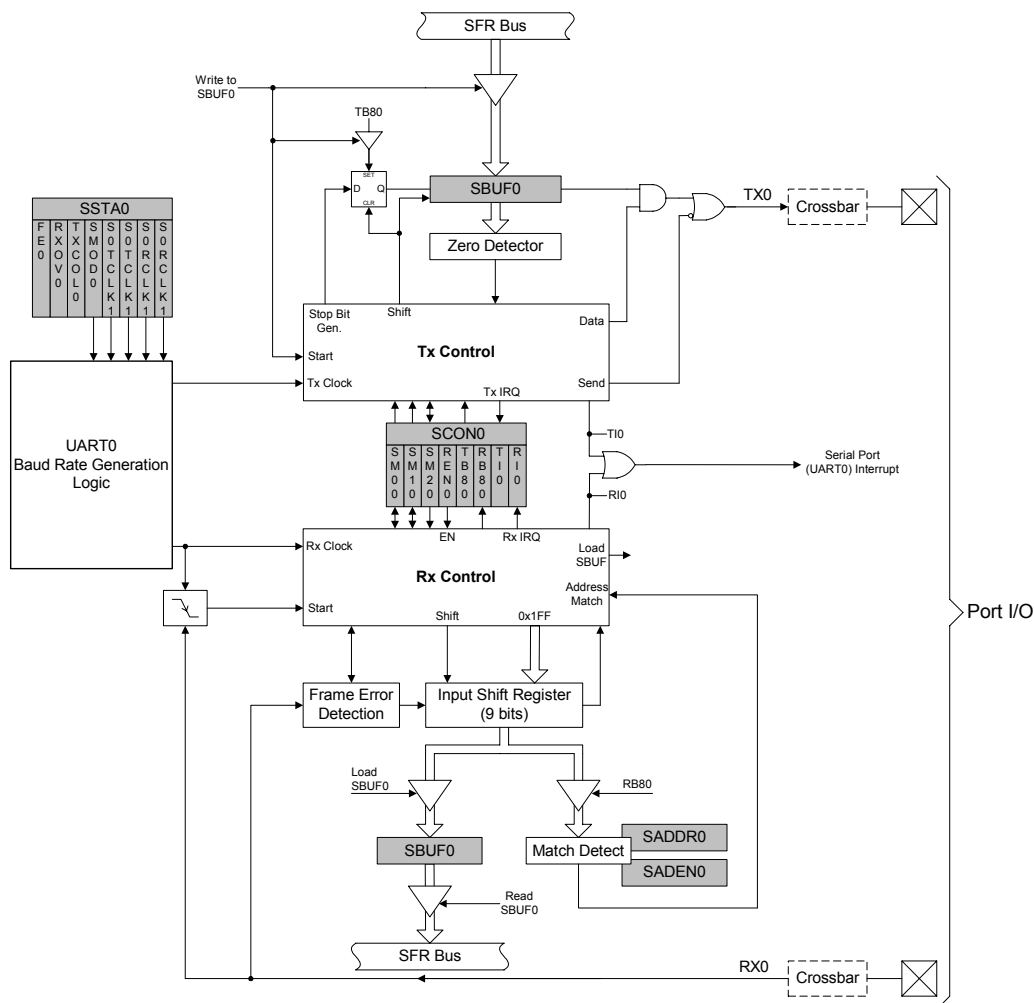 SFR Bus
Write to
SBUF0
TB80
SET
D Q
CLR
SBUF0
TX0
Crossbar
SSTA0
FE0
RXOV0
TXCOL0
SMOD0
S0TCLK1
S0TCLK1
S0RCLK1
S0RCLK1
Zero Detector
Stop Bit
Gen.
Shift
Data
Tx Control
Start
Tx Clock
Tx IRQ
Send
UART0
Baud Rate Generation
Logic
SCON0
SM00
SM10
SM20
REN0
TB80
RB80
TI0
RI0
TI0
Serial Port
(UART0) Interrupt
RI0
EN
Rx IRQ
Rx Clock
Load
SBUF
Rx Control
Address
Match
Start
Shift
0x1FF
Port I/O
Frame Error
Detection
Input Shift Register
(9 bits)
Load
SBUF0
RB80
SBUF0
Match Detect
SADDR0
SADEN0
Read
SBUF0
SFR Bus
RX0
Crossbar